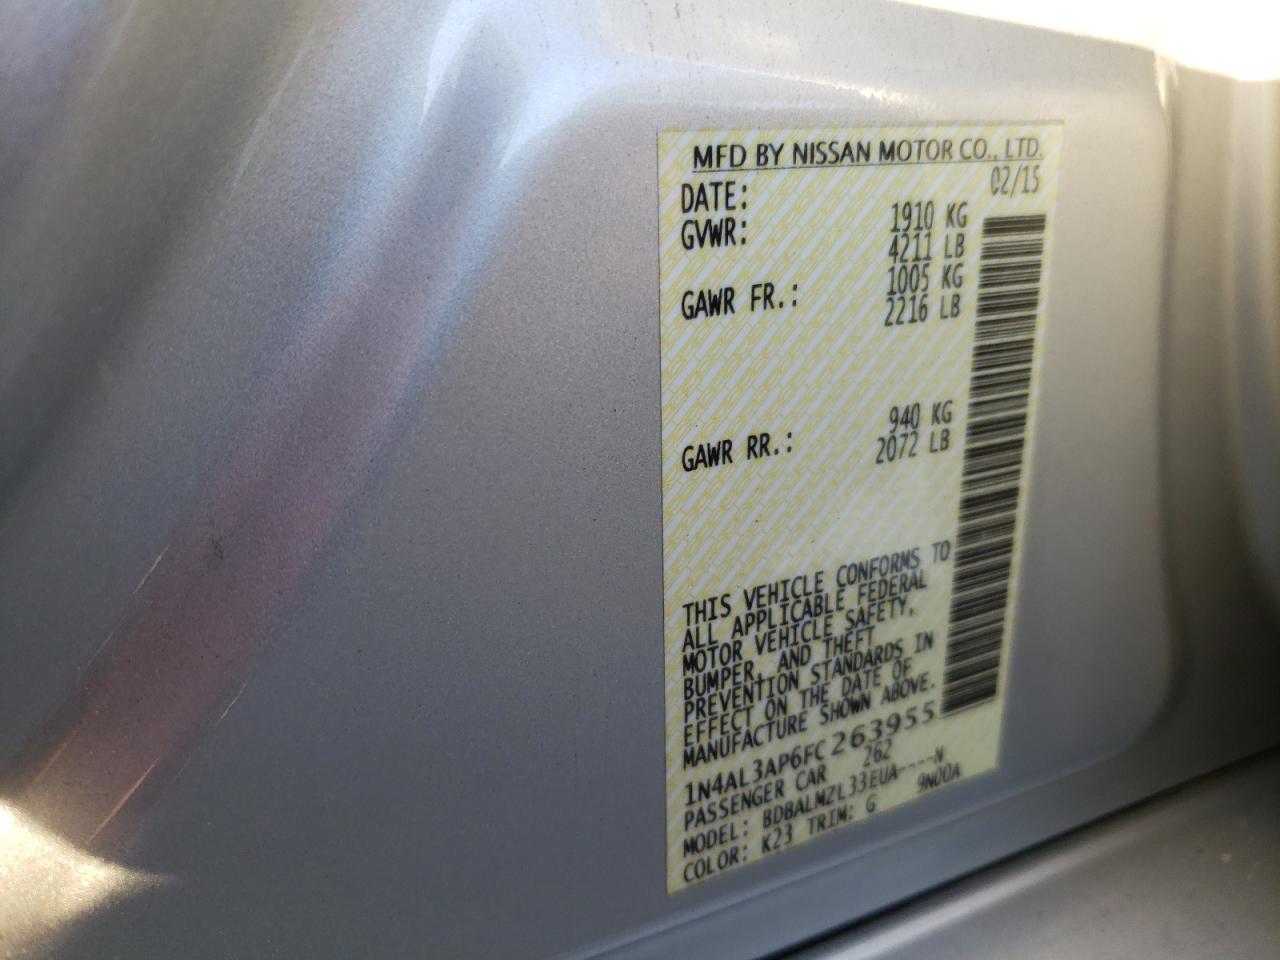 MFD BY NISSAN MOTOR CO., LTD.
DATE: 02/15
GVWR: 1910 KG
4211 LB
GAWR FR.: 1005 KG
2216 LB
GAWR RR.: 940 KG
2072 LB
THIS VEHICLE CONFORMS TO
ALL APPLICABLE FEDERAL
MOTOR VEHICLE SAFETY,
BUMPER, AND THEFT
PREVENTION STANDARDS IN
EFFECT ON THE DATE OF
MANUFACTURE SHOWN ABOVE.
1N4AL3AP6FC263955
PASSENGER CAR 262
MODEL: BDBALMZL33EUA----N
COLOR: K23 TRIM: G 9N00A